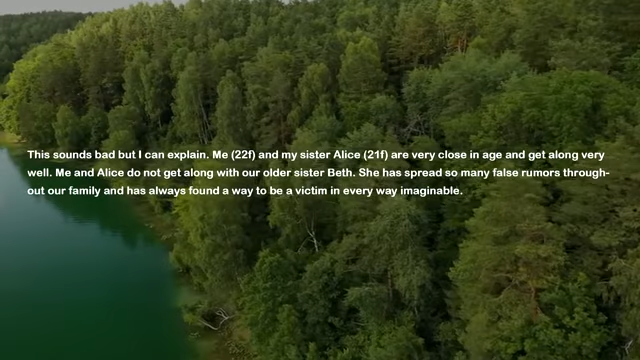 This sounds bad but I can explain. Me (22f) and my sister Alice (21f) are very close in age and get along very
well. Me and Alice do not get along with our older sister Beth. She has spread so many false rumors through-
out our family and has always found a way to be a victim in every way imaginable.